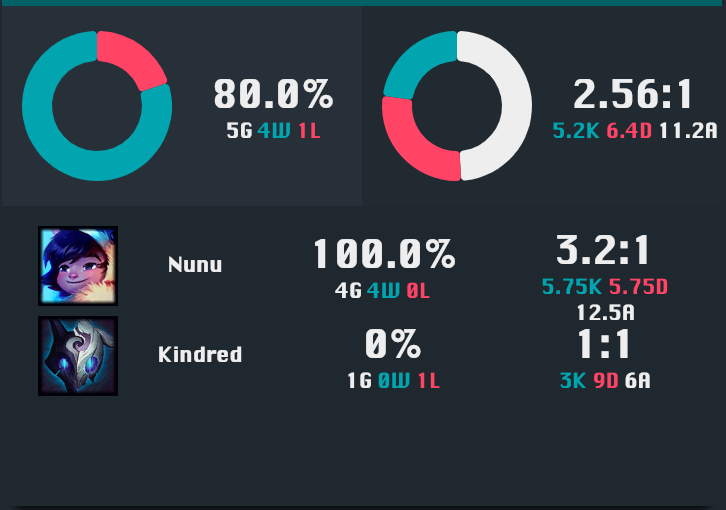 80.0%
5G 4W 1L
2.56:1
5.2K 6.4D 11.2A
Nunu
100.0%
4G 4W 0L
3.2:1
5.75K 5.75D
12.5A
Kindred
0%
1G 0W 1L
1:1
3K 9D 6A